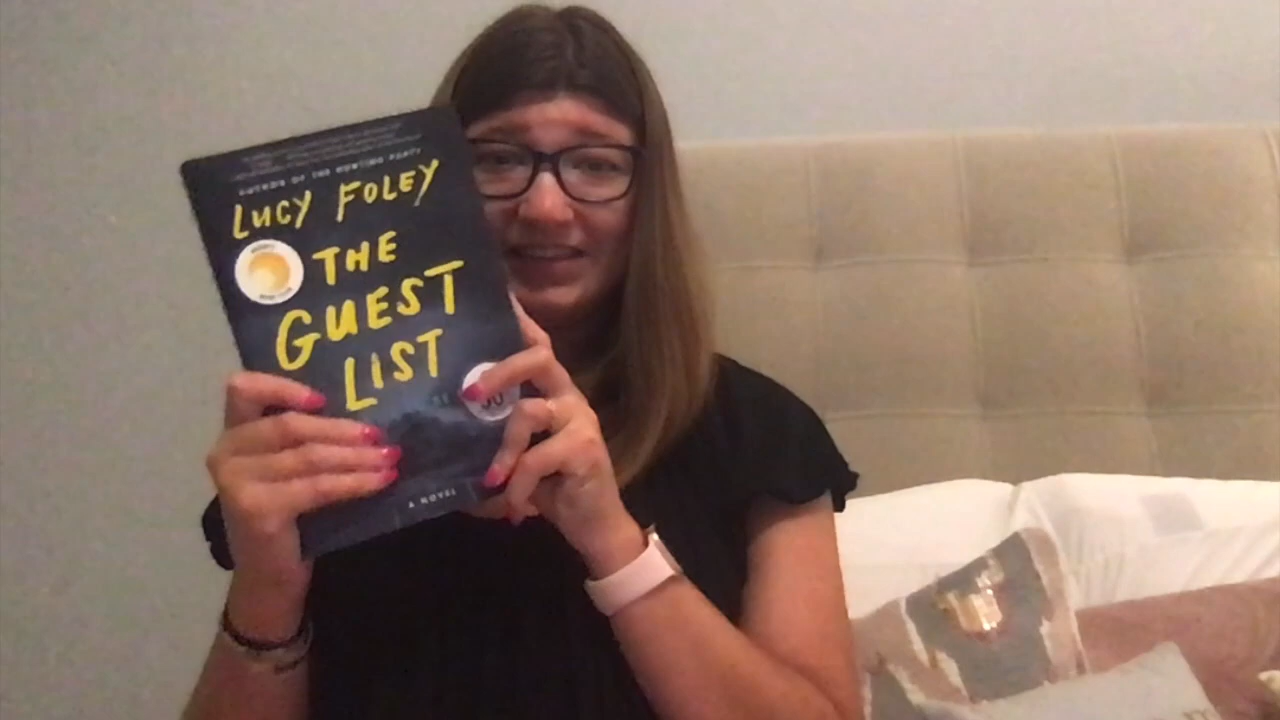 AUTHOR OF THE HUNTING PARTY
LUCY FOLEY
THE
GUEST
LIST
A NOVEL